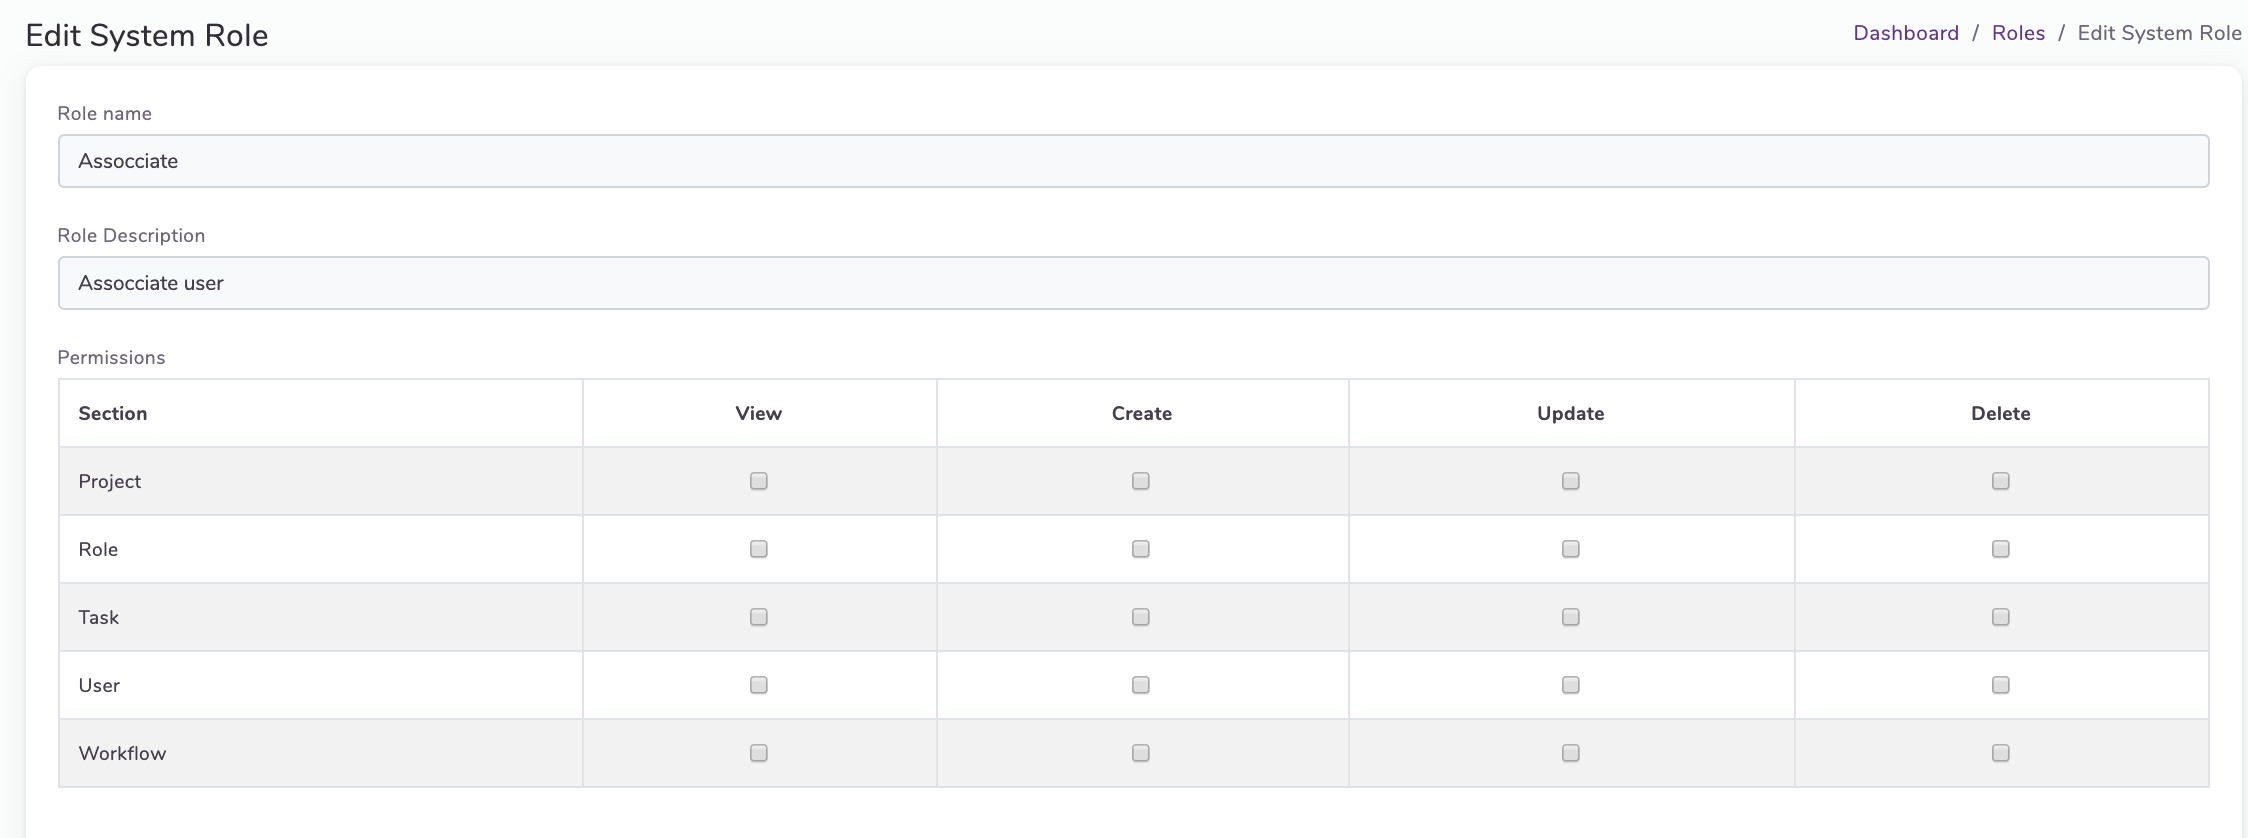 Edit System Role
Dashboard / Roles / Edit System Role
Role name
Assocciate
Role Description
Assocciate user
Permissions
Section View Create Update Delete
Project
Role
Task
User
Workflow